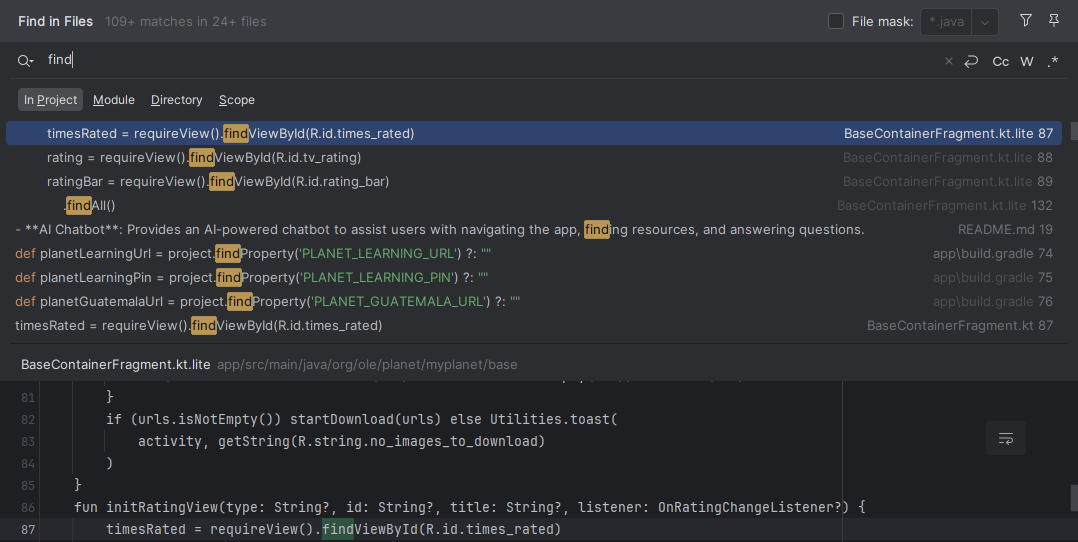 Find in Files 109+ matches in 24+ files File mask: *.java
find Cc W .*
In Project Module Directory Scope
timesRated = requireView().findViewById(R.id.times_rated) BaseContainerFragment.kt.lite 87
rating = requireView().findViewById(R.id.tv_rating) BaseContainerFragment.kt.lite 88
ratingBar = requireView().findViewById(R.id.rating_bar) BaseContainerFragment.kt.lite 89
.findAll() BaseContainerFragment.kt.lite 132
- **AI Chatbot**: Provides an AI-powered chatbot to assist users with navigating the app, finding resources, and answering questions. README.md 19
def planetLearningUrl = project.findProperty('PLANET_LEARNING_URL') ?: "" app\build.gradle 74
def planetLearningPin = project.findProperty('PLANET_LEARNING_PIN') ?: "" app\build.gradle 75
def planetGuatemalaUrl = project.findProperty('PLANET_GUATEMALA_URL') ?: "" app\build.gradle 76
timesRated = requireView().findViewById(R.id.times_rated) BaseContainerFragment.kt 87
BaseContainerFragment.kt.lite app/src/main/java/org/ole/planet/myplanet/base
81 }
82 if (urls.isNotEmpty()) startDownload(urls) else Utilities.toast(
83 activity, getString(R.string.no_images_to_download)
84 )
85 }
86 fun initRatingView(type: String?, id: String?, title: String?, listener: OnRatingChangeListener?) {
87 timesRated = requireView().findViewById(R.id.times_rated)